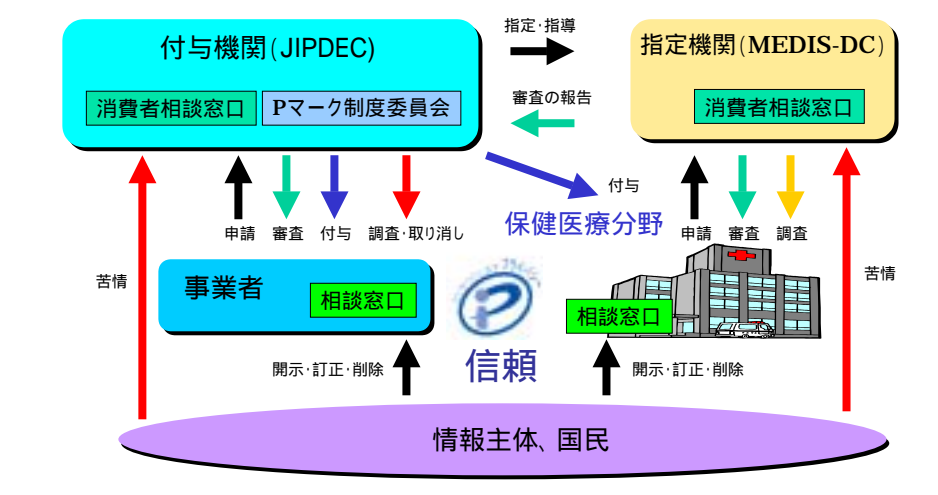 付与機関(JIPDEC)
指定・指導
指定機関(MEDIS-DC)
消費者相談窓口
Pマーク制度委員会
審査の報告
消費者相談窓口
付与
保健医療分野
申請
審査
付与
調査・取り消し
申請
審査
調査
苦情
事業者
相談窓口
相談窓口
苦情
信頼
開示・訂正・削除
開示・訂正・削除
情報主体、国民